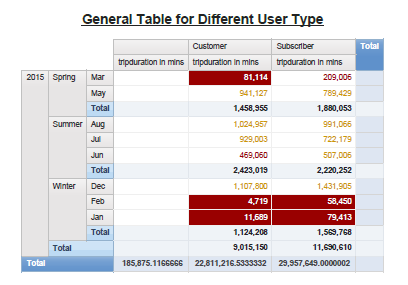 General Table for Different User Type
Customer Subscriber Total
tripduration in mins tripduration in mins tripduration in mins
2015 Spring Mar 81,114 209,006
May 941,127 789,429
Total 1,458,955 1,880,053
Summer Aug 1,024,957 991,066
Jul 929,003 722,179
Jun 469,060 507,006
Total 2,423,019 2,220,252
Winter Dec 1,107,800 1,431,905
Feb 4,719 58,450
Jan 11,689 79,413
Total 1,124,208 1,569,768
Total 9,015,150 11,690,610
Total 185,875.1166666 22,811,216.5333332 29,957,649.0000002